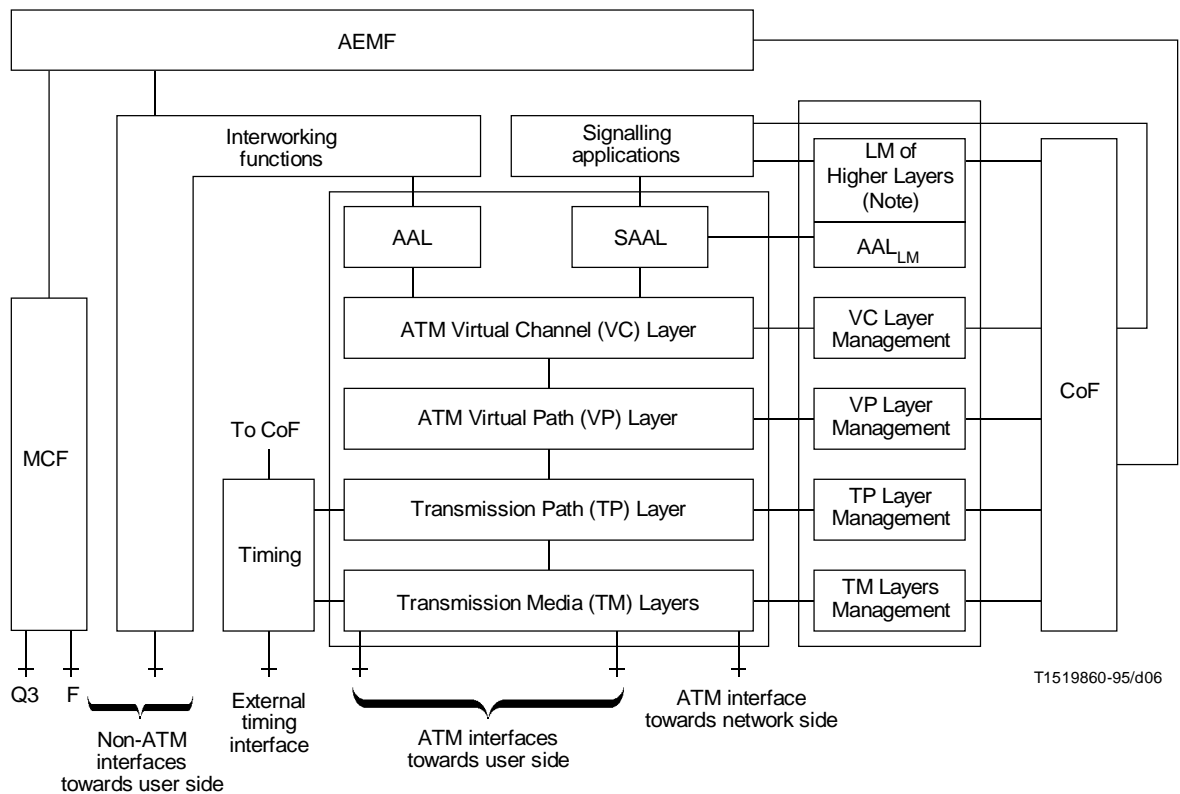 AEMF
Interworking
functions
Signalling
applications
LM of
Higher Layers
(Note)
AAL
SAAL
AALLM
ATM Virtual Channel (VC) Layer
VC Layer
Management
CoF
ATM Virtual Path (VP) Layer
VP Layer
Management
To CoF
MCF
Transmission Path (TP) Layer
TP Layer
Management
Timing
Transmission Media (TM) Layers
TM Layers
Management
T1519860-95/d06
Q3
F
Non-ATM
interfaces
towards user side
External
timing
interface
ATM interfaces
towards user side
ATM interface
towards network side